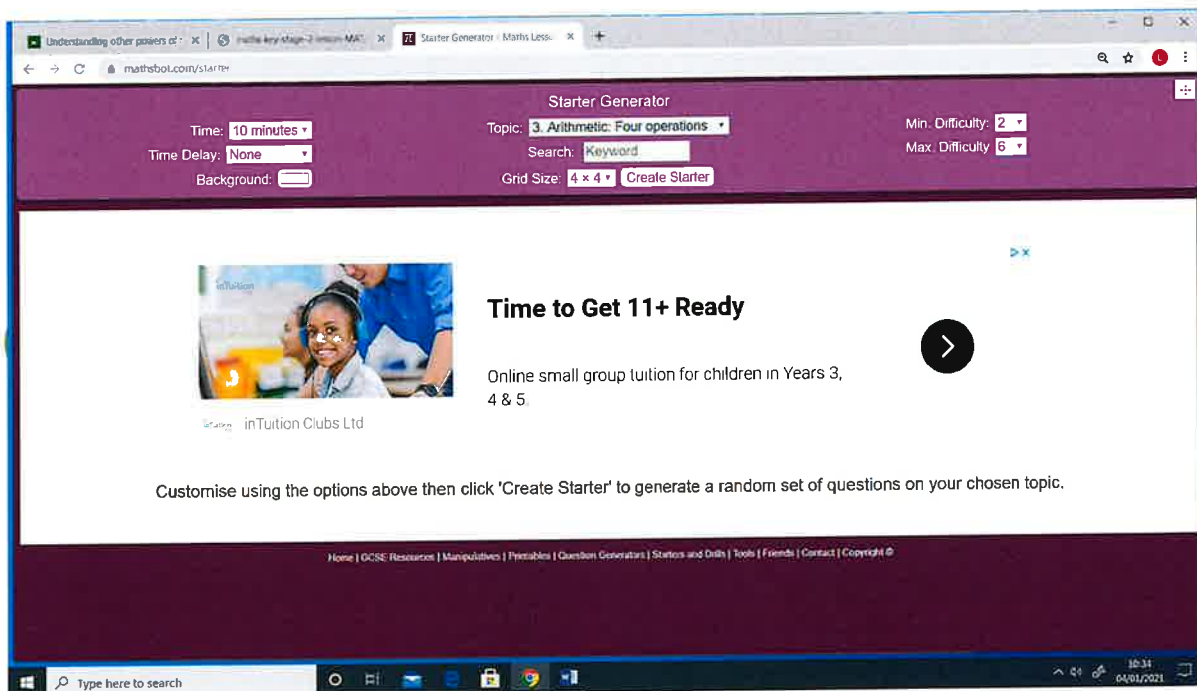 Understanding other powers of
Starter Generator - Maths Less
mathsbot.com/starter
Starter Generator
Time: 10 minutes
Topic: 3. Arithmetic: Four operations
Min. Difficulty: 2
Time Delay: None
Search: Keyword
Max. Difficulty 6
Background:
Grid Size: 4 × 4 Create Starter
inTuition
Time to Get 11+ Ready
Online small group tuition for children in Years 3,
4 & 5.
inTuition Clubs Ltd
Customise using the options above then click 'Create Starter' to generate a random set of questions on your chosen topic.
Home | GCSE Resources | Manipulatives | Printables | Question Generators | Starters and Drills | Tools | Friends | Contact | Copyright ©
Type here to search
10:34
04/01/2021